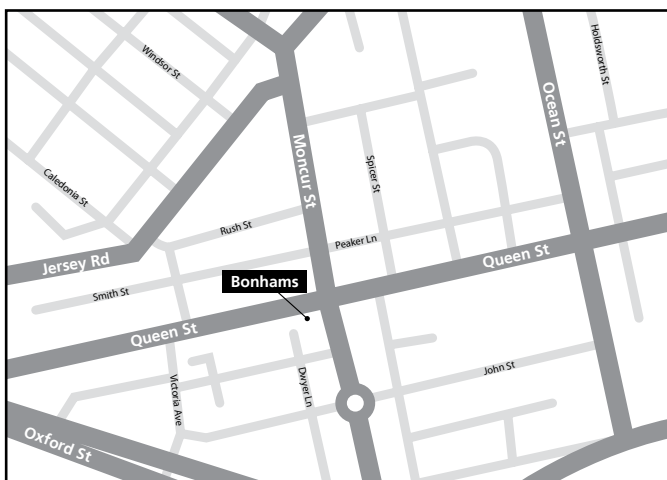 Windsor St
Holdsworth St
Ocean St
Moncur St
Caledonia St
Spicer St
Rush St
Peaker Ln
Jersey Rd
Queen St
Bonhams
Smith St
Queen St
John St
Victoria Ave
Dwyer Ln
Oxford St